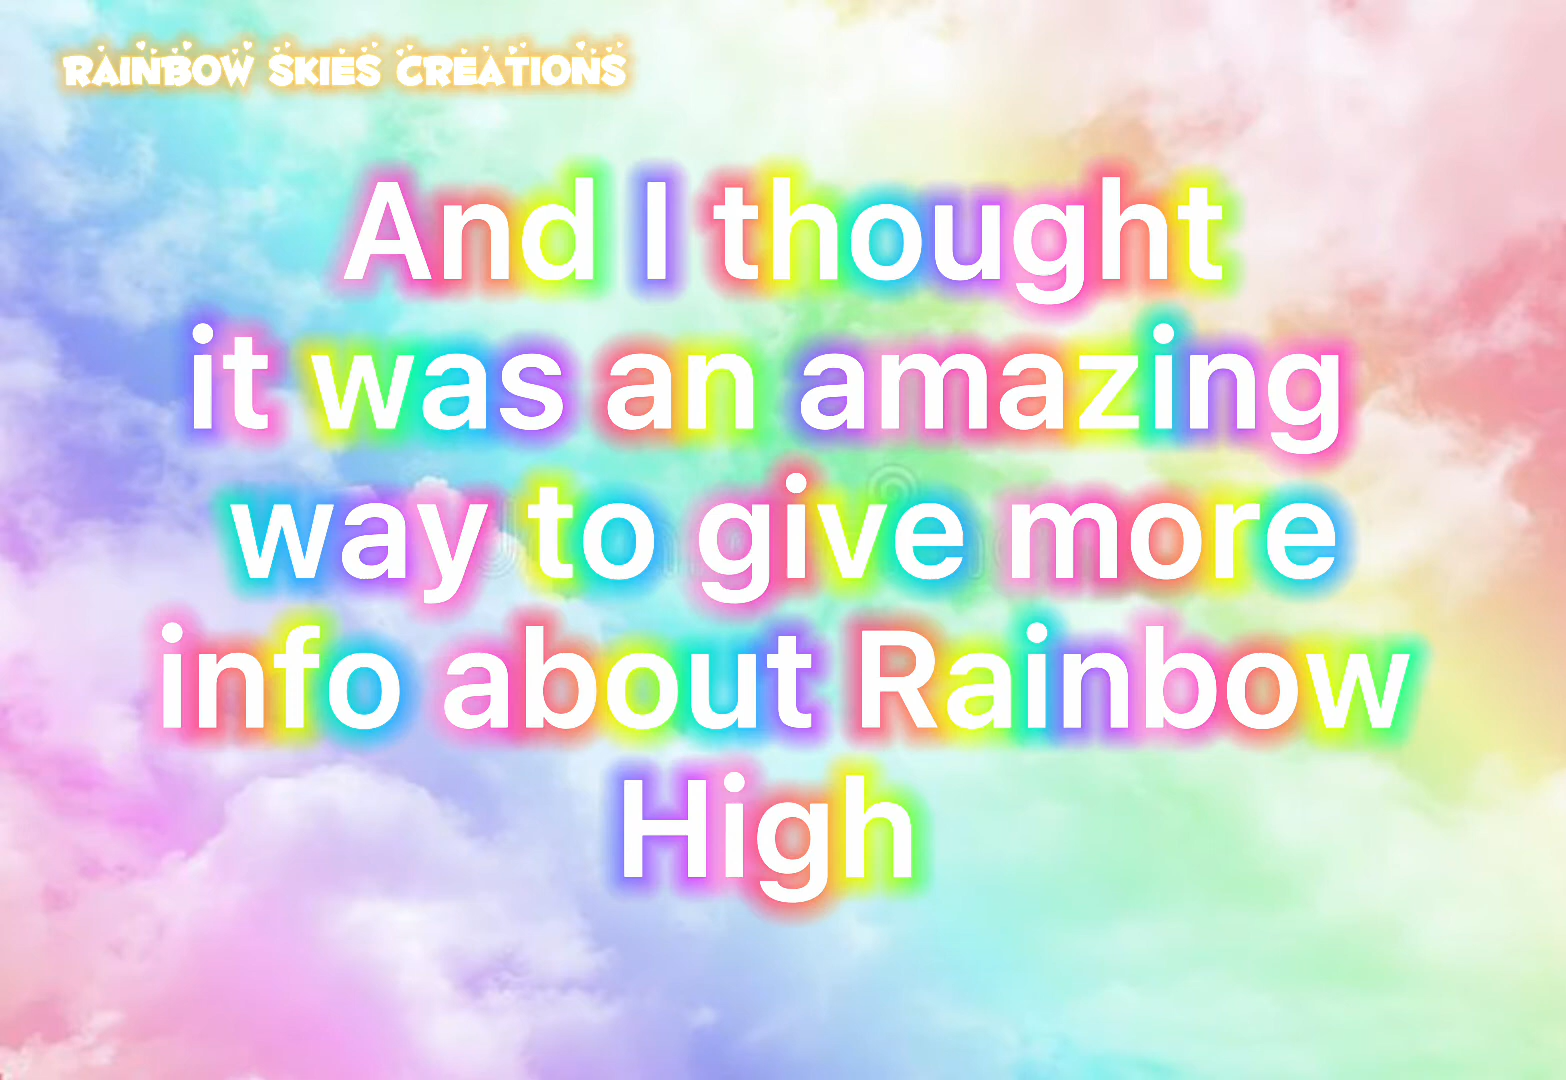 RAINBOW SKIES CREATIONS
And I thought
it was an amazing
way to give more
info about Rainbow
High